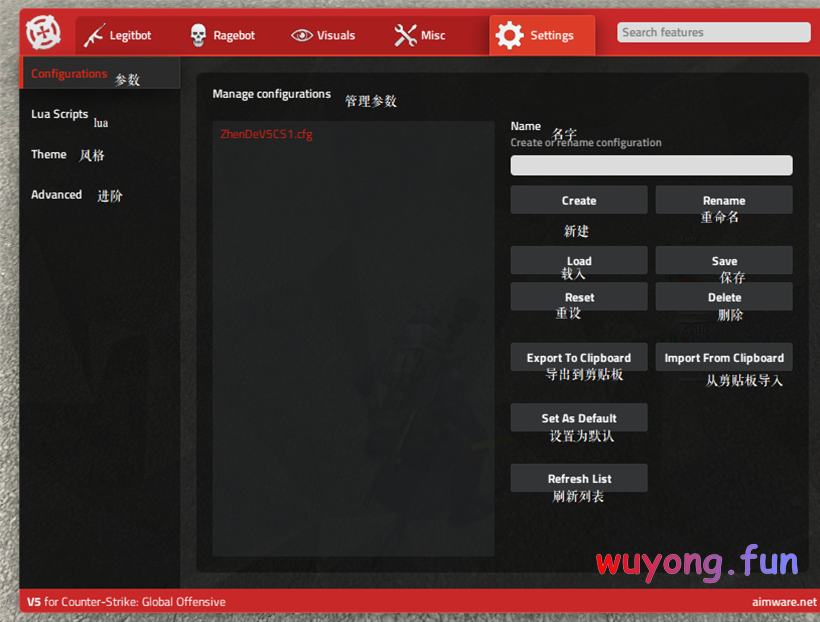 Legitbot Ragebot Visuals Misc Settings Search features
Configurations 参数
Lua Scripts lua
Theme 风格
Advanced 进阶
Manage configurations 管理参数
ZhenDeV5CS1.cfg
Name 名字
Create or rename configuration
Create Rename
新建 重命名
Load Save
载入 保存
Reset Delete
重设 删除
Export To Clipboard Import From Clipboard
导出到剪贴板 从剪贴板导入
Set As Default
设置为默认
Refresh List
刷新列表
wuyong.fun
V5 for Counter-Strike: Global Offensive aimware.net